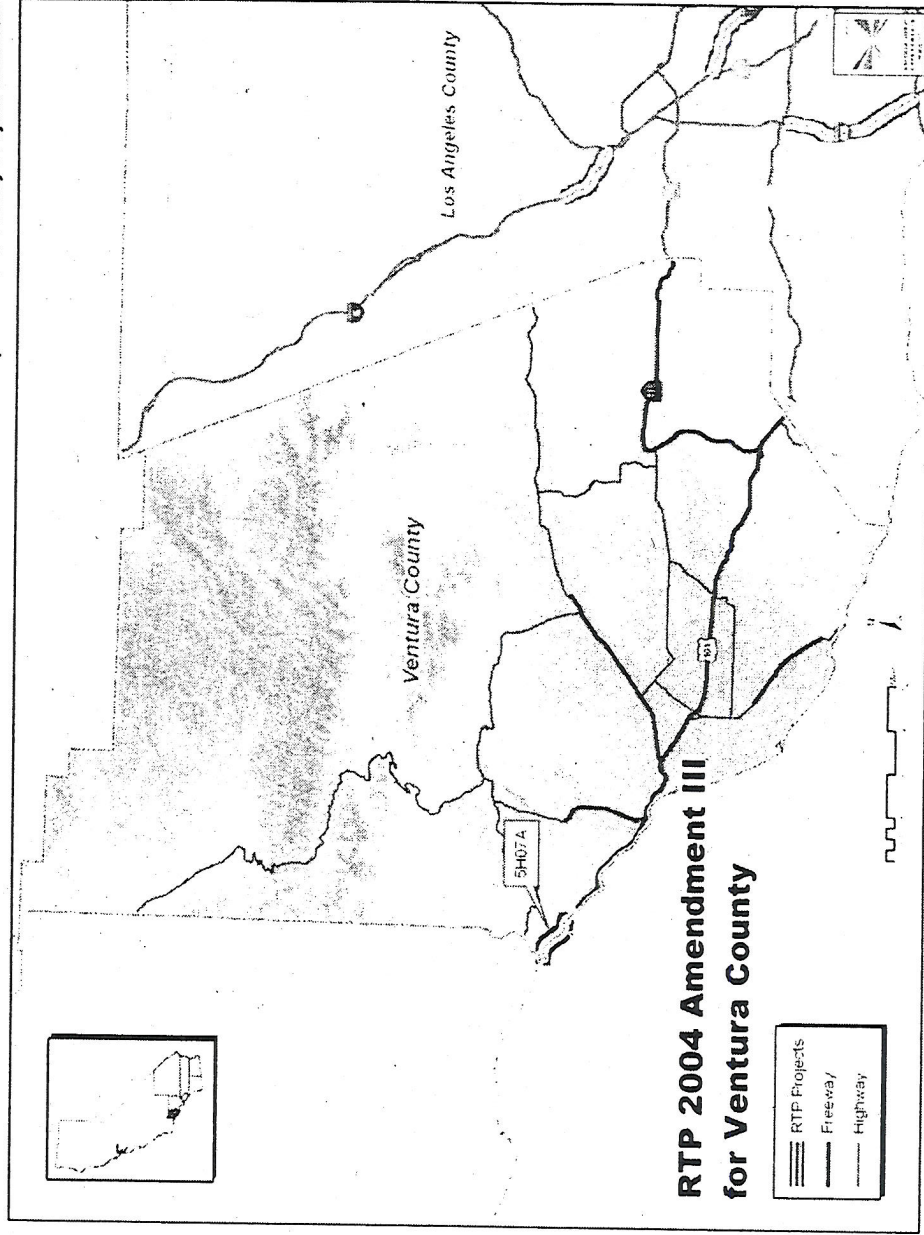 Los Angeles County
Ventura County
5H07A
101
RTP 2004 Amendment III
for Ventura County
RTP Projects
Freeway
Highway